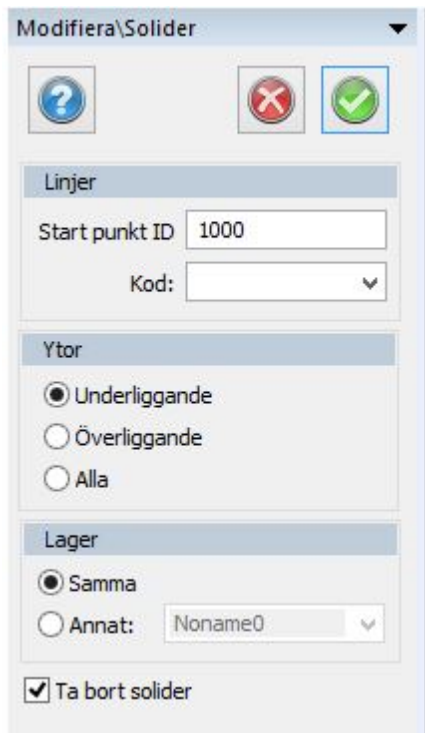 Modifiera\Solider
Linjer
Start punkt ID 1000
Kod:
Ytor
Underliggande
Överliggande
Alla
Lager
Samma
Annat: Noname0
Ta bort solider